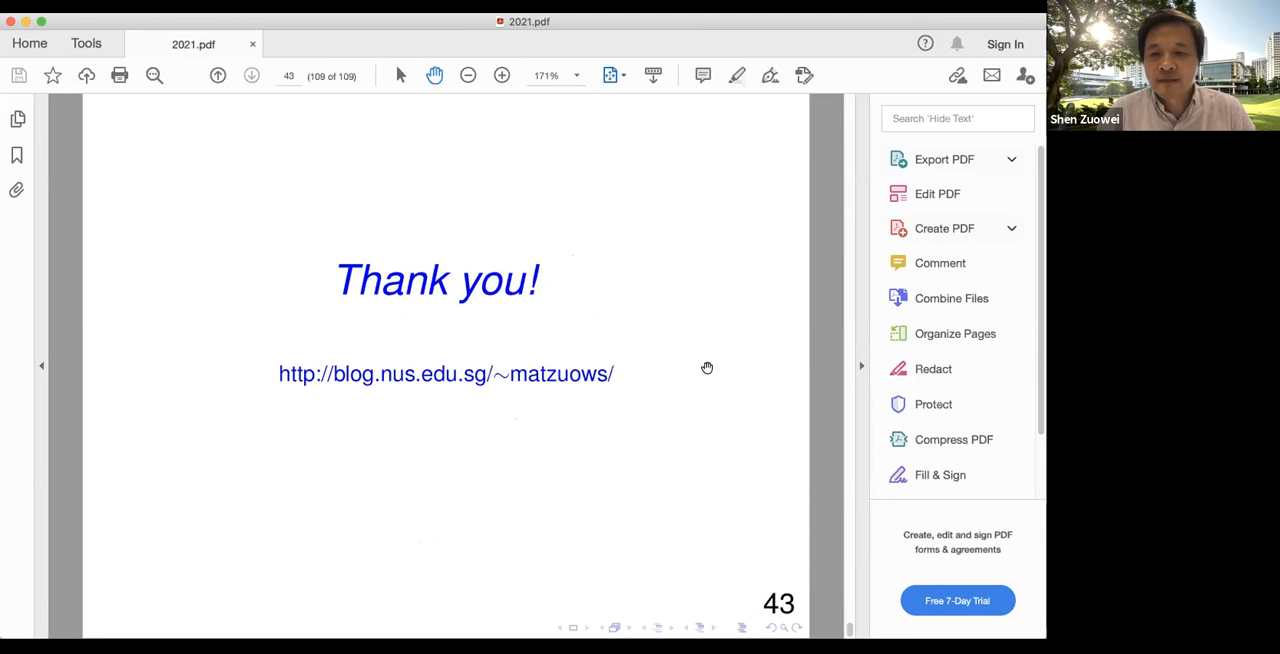 2021.pdf
Home
Tools
2021.pdf
×
Sign In
43
(109 of 109)
171%
Shen Zuowei
Search 'Hide Text'
Export PDF
Edit PDF
Create PDF
Comment
Combine Files
Organize Pages
Redact
Protect
Compress PDF
Fill & Sign
Create, edit and sign PDF
forms & agreements
Free 7-Day Trial
Thank you!
http://blog.nus.edu.sg/~matzuows/
43